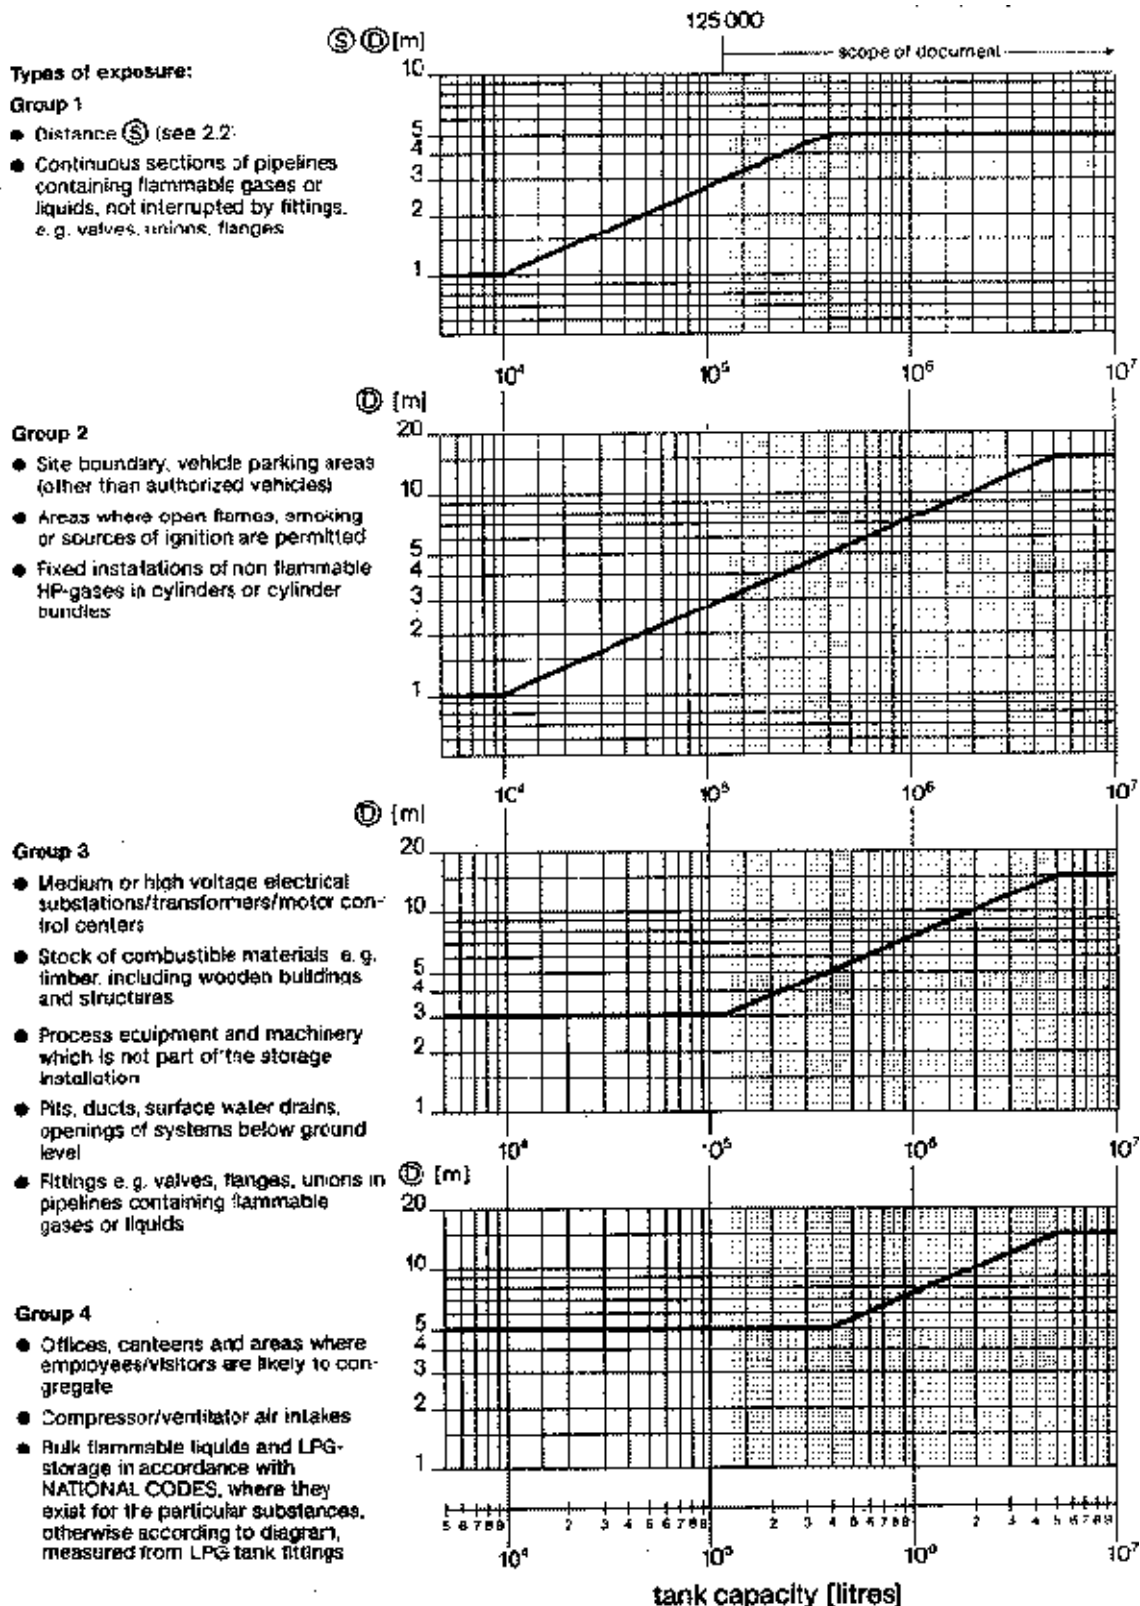 125 000
Ⓢ Ⓓ [m]
scope of document
Types of exposure:
Group 1
● Distance Ⓢ (see 2.2)
● Continuous sections of pipelines
containing flammable gases or
liquids, not interrupted by fittings,
e. g. valves, unions, flanges
10
5
4
3
2
1
10⁴ 10⁵ 10⁶ 10⁷
Ⓓ [m]
Group 2
● Site boundary, vehicle parking areas
(other than authorized vehicles)
● Areas where open flames, smoking
or sources of ignition are permitted
● Fixed installations of non flammable
HP-gases in cylinders or cylinder
bundles
20
10
5
4
3
2
1
10⁴ 10⁵ 10⁶ 10⁷
Ⓓ [m]
Group 3
● Medium or high voltage electrical
substations/transformers/motor con-
trol centers
● Stock of combustible materials e. g.
timber, including wooden buildings
and structures
● Process equipment and machinery
which is not part of the storage
installation
● Pits, ducts, surface water drains,
openings of systems below ground
level
● Fittings e. g. valves, flanges, unions in
pipelines containing flammable
gases or liquids
20
10
5
4
3
2
1
10⁴ 10⁵ 10⁶ 10⁷
Ⓓ [m]
Group 4
● Offices, canteens and areas where
employees/visitors are likely to con-
gregate
● Compressor/ventilator air intakes
● Bulk flammable liquids and LPG-
storage in accordance with
NATIONAL CODES, where they
exist for the particular substances,
otherwise according to diagram,
measured from LPG tank fittings
20
10
5
4
3
2
1
5 6 7 8 9 2 3 4 5 6 7 8 9 2 3 4 5 6 7 8 9 2 3 4 5 6 7 8 9
10⁴ 10⁵ 10⁶ 10⁷
tank capacity [litres]